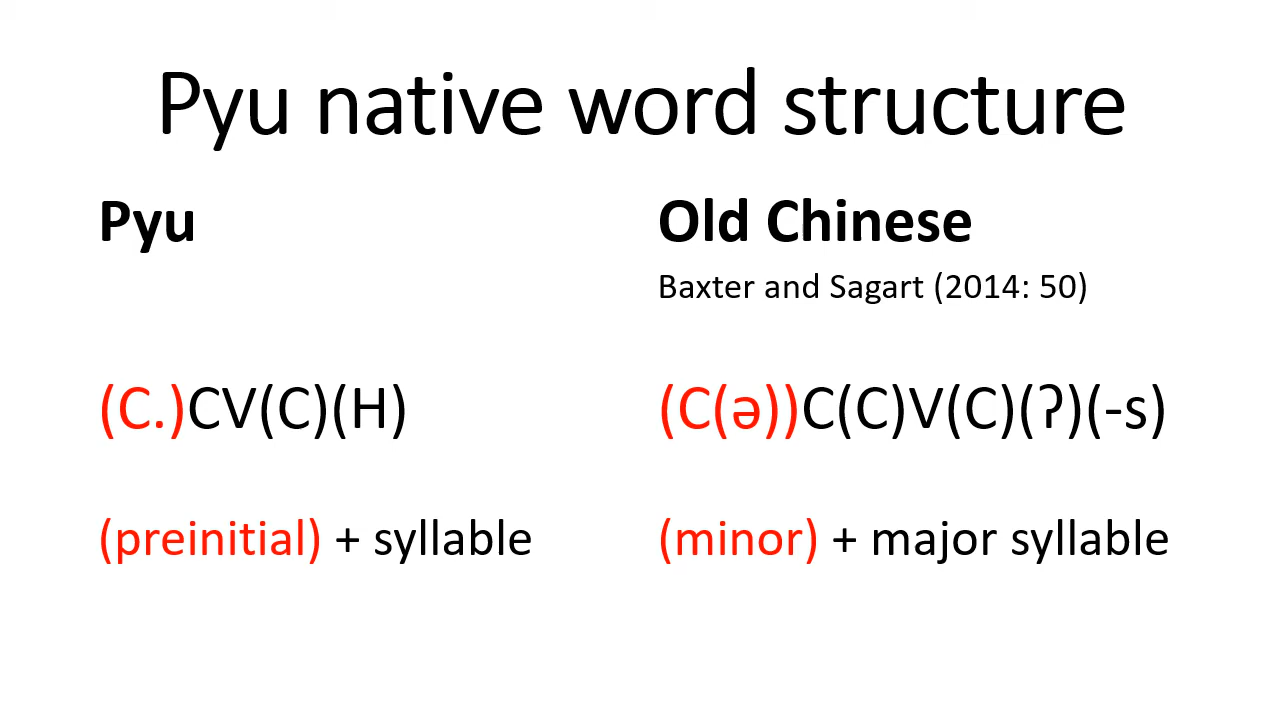 Pyu native word structure
Pyu
Old Chinese
Baxter and Sagart (2014: 50)
(C.)CV(C)(H)
(C(ə))C(C)V(C)(ʔ)(-s)
(preinitial) + syllable
(minor) + major syllable